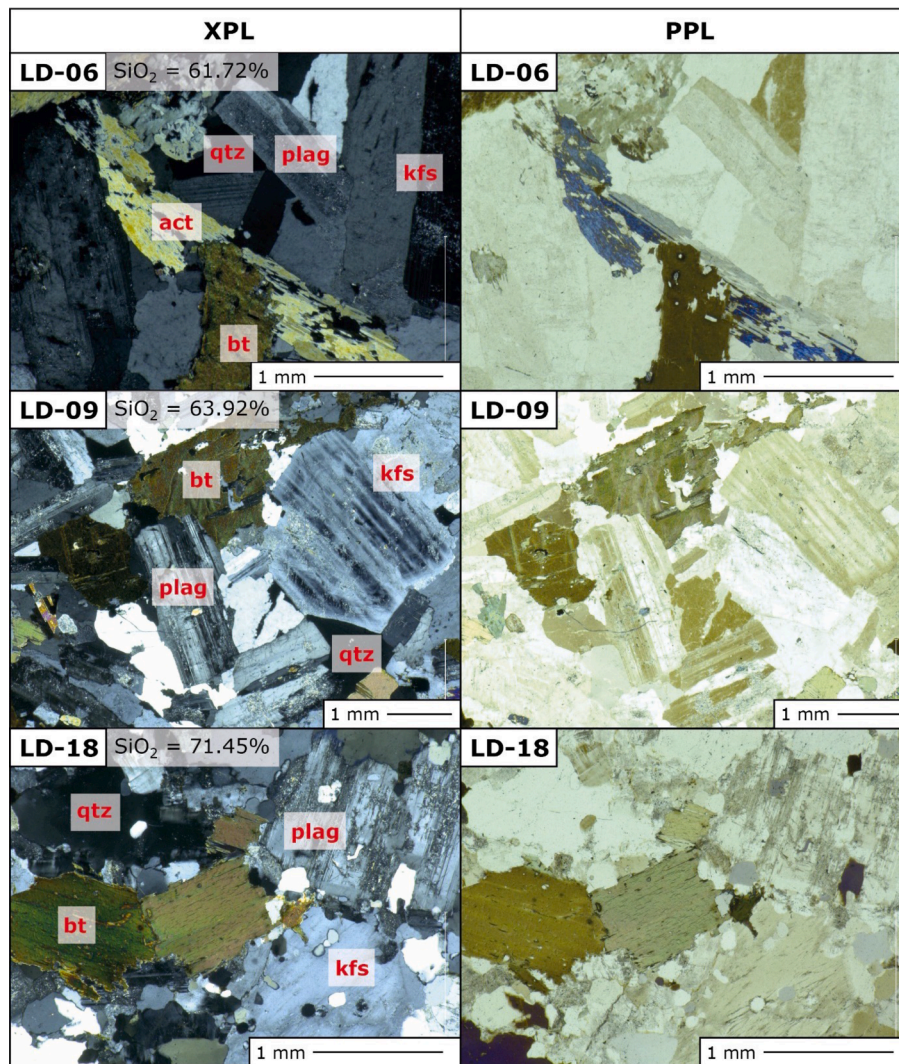 XPL
PPL
LD-06 SiO₂ = 61.72%
LD-06
qtz
plag
kfs
act
bt
1 mm
1 mm
LD-09 SiO₂ = 63.92%
LD-09
bt
kfs
plag
qtz
1 mm
1 mm
LD-18 SiO₂ = 71.45%
LD-18
qtz
plag
bt
kfs
1 mm
1 mm